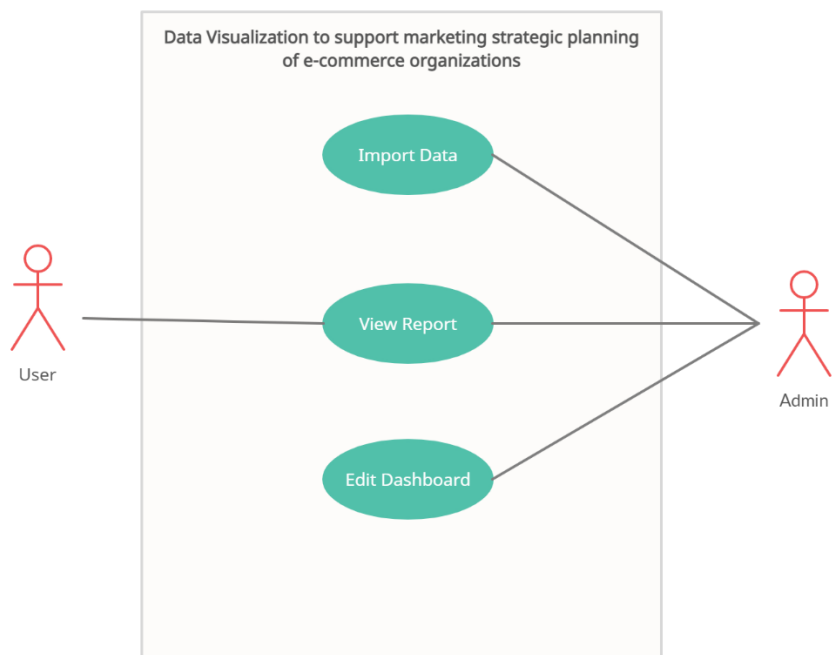 Data Visualization to support marketing strategic planning
of e-commerce organizations
Import Data
View Report
User
Admin
Edit Dashboard